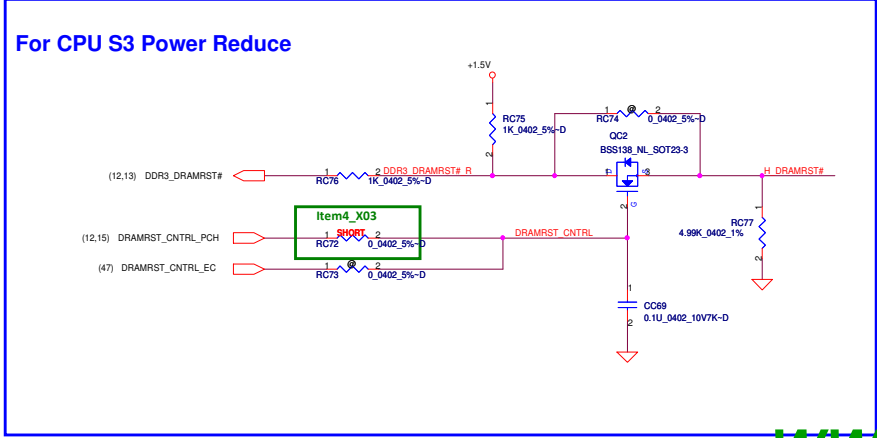 For CPU S3 Power Reduce
+1.5V
1
RC75
1K_0402_5%~D
2
1 @ 2
RC74 0_0402_5%~D
QC2
BSS138_NL_SOT23-3
(12,13) DDR3_DRAMRST#
1 2 DDR3_DRAMRST#_R
RC76 1K_0402_5%~D
D 1 S 3
H_DRAMRST#
2 G
Item4_X03
(12,15) DRAMRST_CNTRL_PCH
1 SHORT 2
RC72 0_0402_5%~D
DRAMRST_CNTRL
1
RC77
4.99K_0402_1%
2
(47) DRAMRST_CNTRL_EC
1 @ 2
RC73 0_0402_5%~D
1
CC69
0.1U_0402_10V7K~D
2